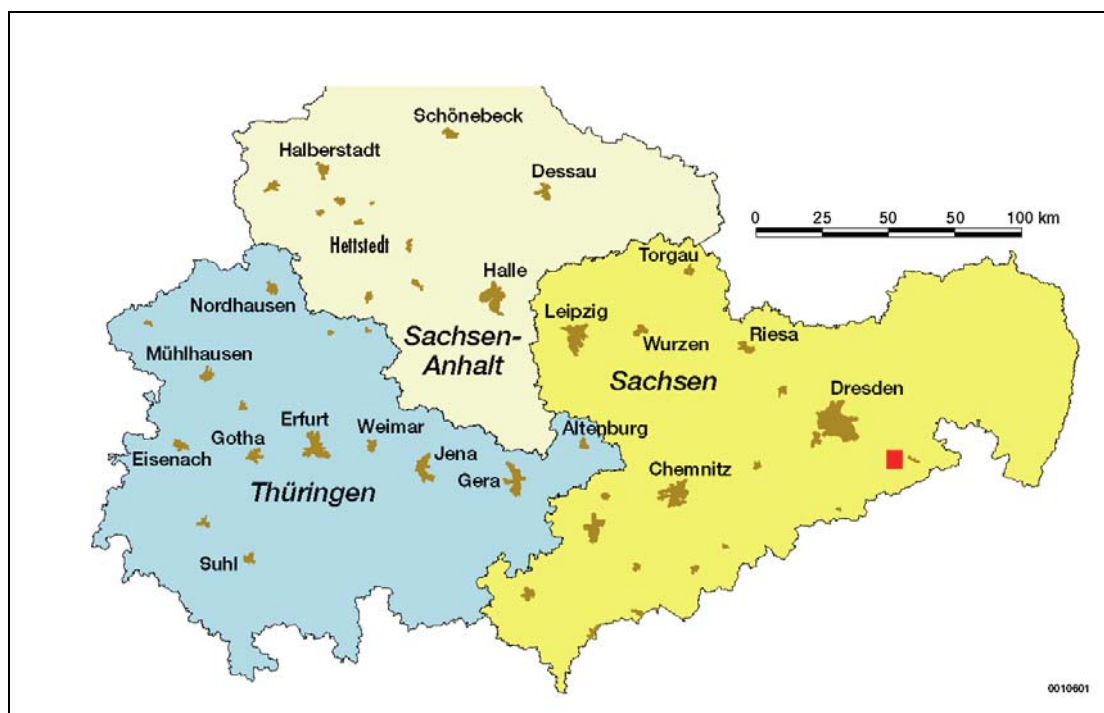 Schönebeck
Halberstadt
Dessau
0 25 50 50 100 km
Hettstedt
Torgau
Halle
Nordhausen
Leipzig
Wurzen
Riesa
Sachsen-
Anhalt
Mühlhausen
Sachsen
Dresden
Erfurt
Weimar
Altenburg
Gotha
Eisenach
Jena
Chemnitz
Gera
Thüringen
Suhl
0010601